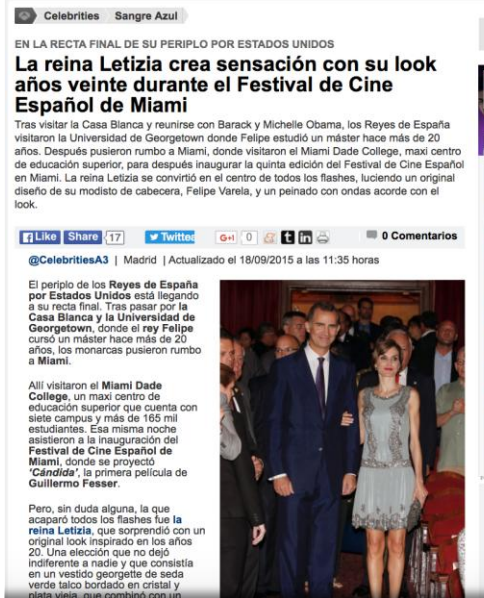 Celebrities Sangre Azul
EN LA RECTA FINAL DE SU PERIPLO POR ESTADOS UNIDOS
La reina Letizia crea sensación con su look
años veinte durante el Festival de Cine
Español de Miami
Tras visitar la Casa Blanca y reunirse con Barack y Michelle Obama, los Reyes de España
visitaron la Universidad de Georgetown donde Felipe estudió un máster hace más de 20
años. Después pusieron rumbo a Miami, donde visitaron el Miami Dade College, maxi centro
de educación superior, para después inaugurar la quinta edición del Festival de Cine Español
en Miami. La reina Letizia se convirtió en el centro de todos los flashes, luciendo un original
diseño de su modisto de cabecera, Felipe Varela, y un peinado con ondas acorde con el
look.
Like Share 17 Twittea G+1 0 t in 0 Comentarios
@CelebritiesA3 | Madrid | Actualizado el 18/09/2015 a las 11:35 horas
El periplo de los Reyes de España
por Estados Unidos está llegando
a su recta final. Tras pasar por la
Casa Blanca y la Universidad de
Georgetown, donde el rey Felipe
cursó un máster hace más de 20
años, los monarcas pusieron rumbo
a Miami.
Allí visitaron el Miami Dade
College, un maxi centro de
educación superior que cuenta con
siete campus y más de 165 mil
estudiantes. Esa misma noche
asistieron a la inauguración del
Festival de Cine Español de
Miami, donde se proyectó
'Cándida', la primera película de
Guillermo Fesser.
Pero, sin duda alguna, la que
acaparó todos los flashes fue la
reina Letizia, que sorprendió con un
original look inspirado en los años
20. Una elección que no dejó
indiferente a nadie y que consistía
en un vestido georgette de seda
verde talco bordado en cristal y
plata vieja, que combinó con un